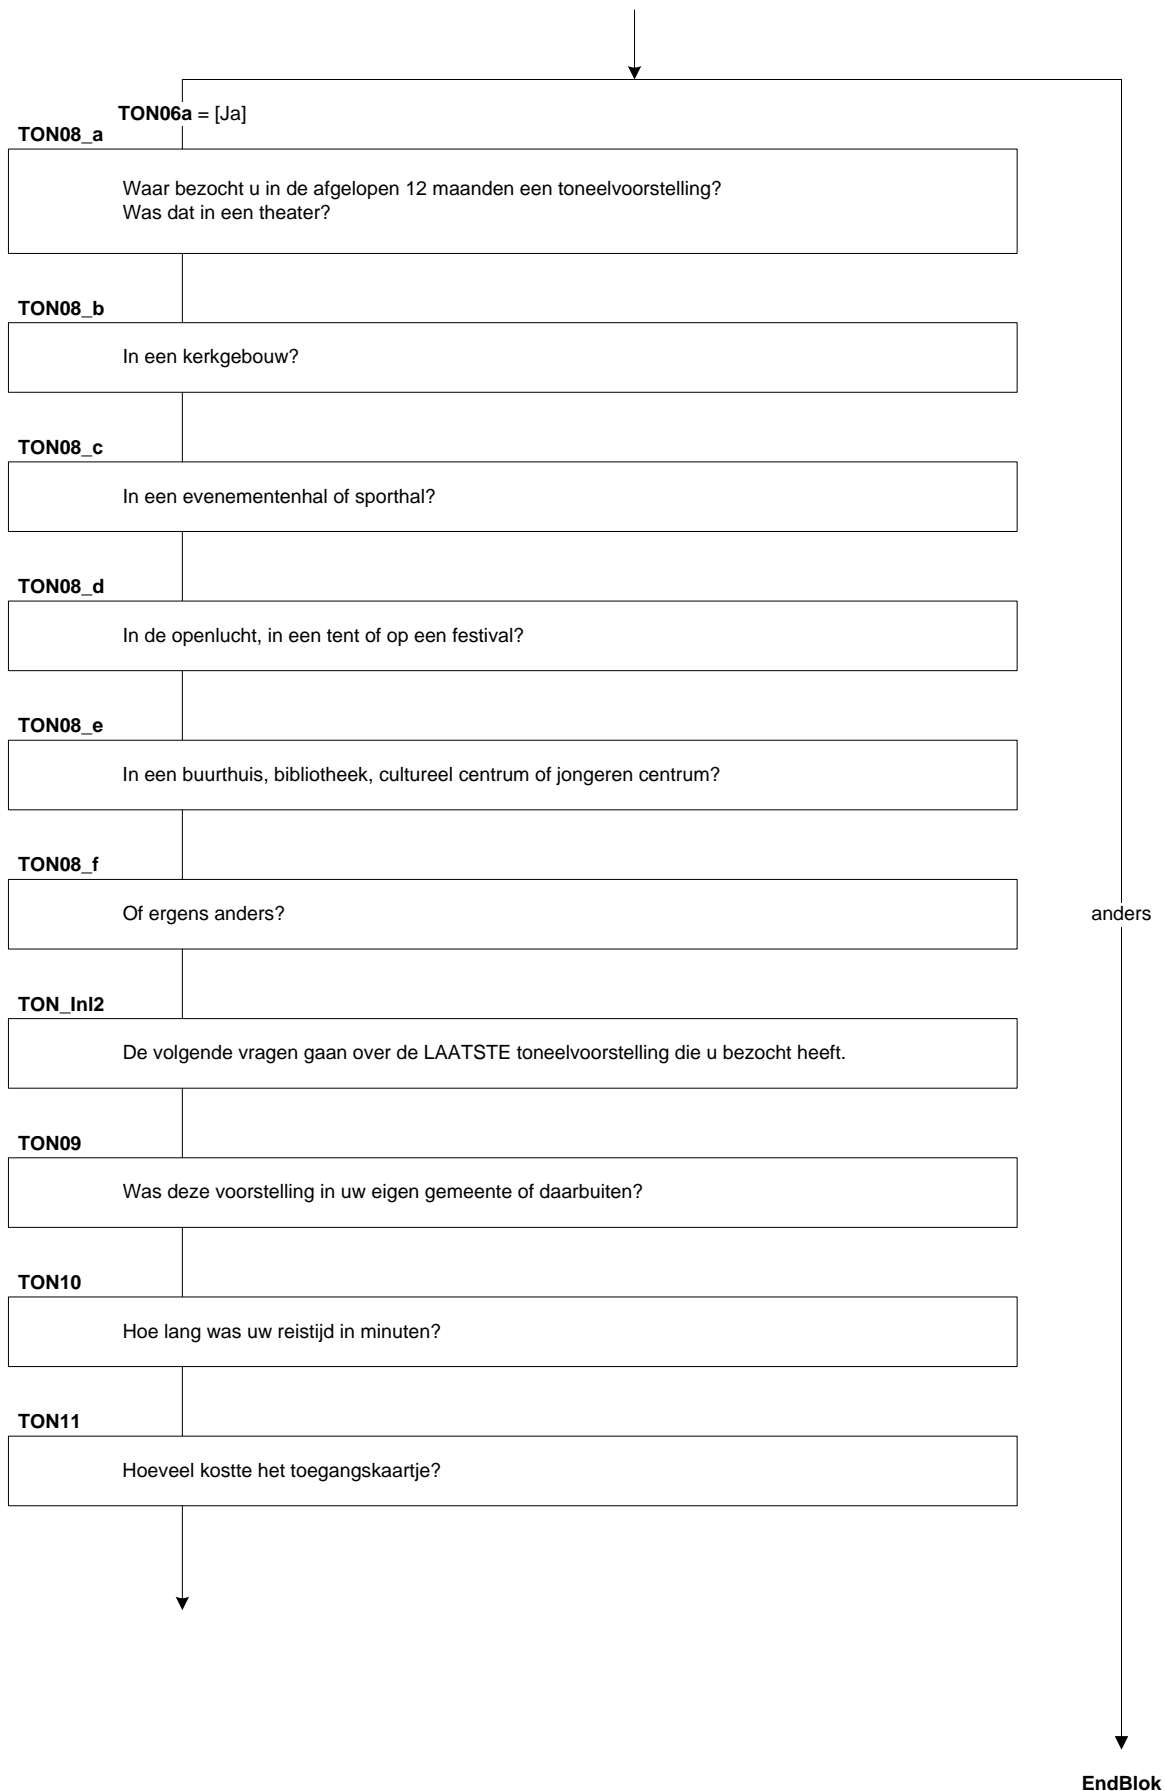 TON06a = [Ja]
TON08_a
Waar bezocht u in de afgelopen 12 maanden een toneelvoorstelling?
Was dat in een theater?
TON08_b
In een kerkgebouw?
TON08_c
In een evenementenhal of sporthal?
TON08_d
In de openlucht, in een tent of op een festival?
TON08_e
In een buurthuis, bibliotheek, cultureel centrum of jongeren centrum?
TON08_f
Of ergens anders?
anders
TON_Inl2
De volgende vragen gaan over de LAATSTE toneelvoorstelling die u bezocht heeft.
TON09
Was deze voorstelling in uw eigen gemeente of daarbuiten?
TON10
Hoe lang was uw reistijd in minuten?
TON11
Hoeveel kostte het toegangskaartje?
EndBlok